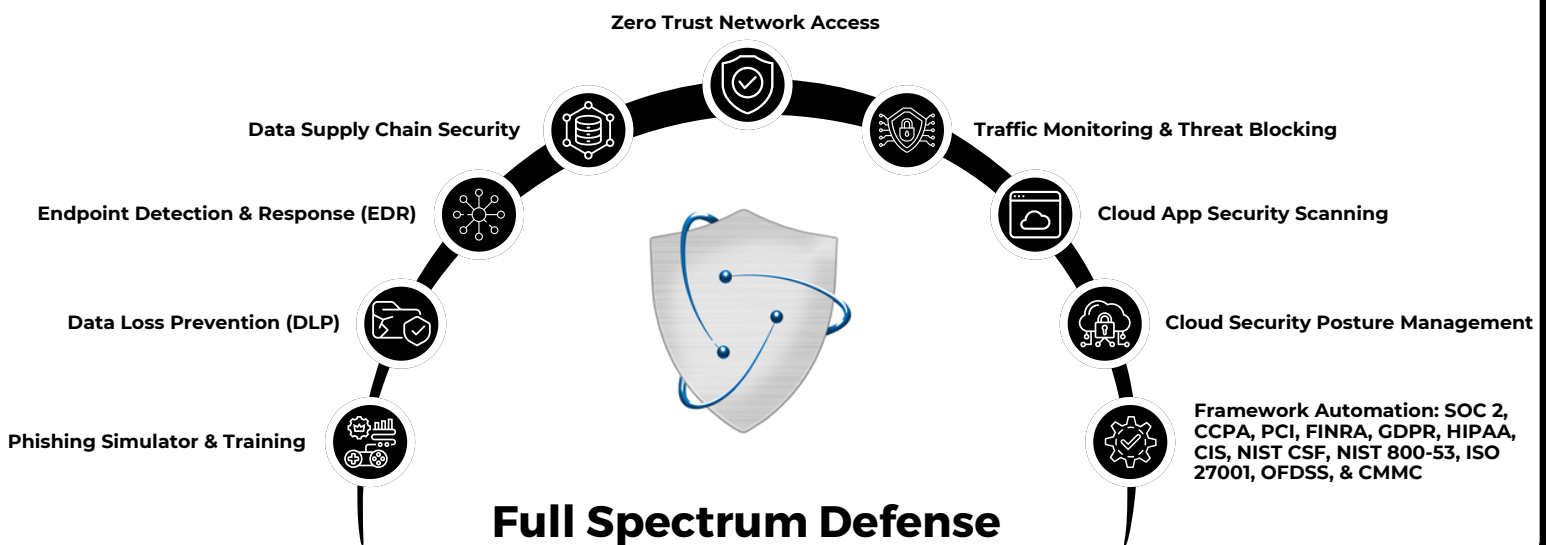 Zero Trust Network Access
Data Supply Chain Security
Traffic Monitoring & Threat Blocking
Endpoint Detection & Response (EDR)
Cloud App Security Scanning
Data Loss Prevention (DLP)
Cloud Security Posture Management
Phishing Simulator & Training
Framework Automation: SOC 2,
CCPA, PCI, FINRA, GDPR, HIPAA,
CIS, NIST CSF, NIST 800-53, ISO
27001, OFDSS, & CMMC
Full Spectrum Defense